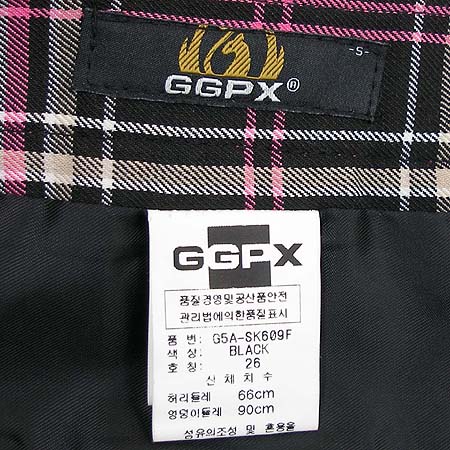 -S-
GGPX®
GGPX
품질경영및공산품안전
관리법에의한품질표시
품 번: G5A-SK609F
색 상: BLACK
호 칭: 26
신 체 치 수
허리둘레 66cm
엉덩이둘레 90cm
섬유의조성 및 혼용율